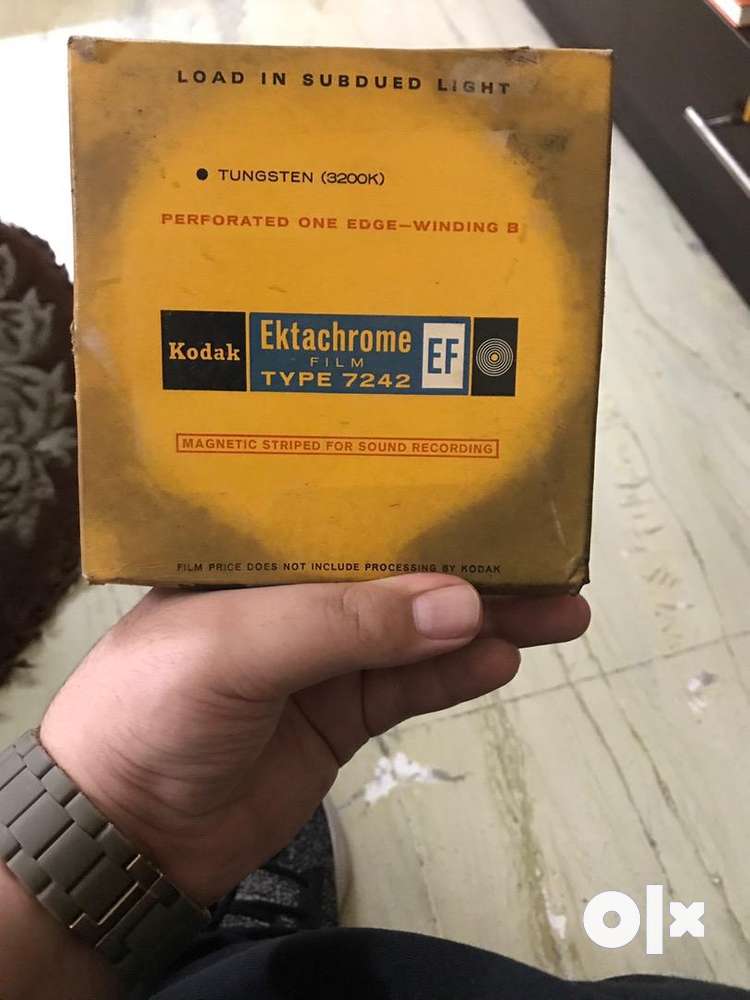 LOAD IN SUBDUED LIGHT
● TUNGSTEN (3200K)
PERFORATED ONE EDGE—WINDING B
Kodak
Ektachrome
FILM
TYPE 7242
EF
MAGNETIC STRIPED FOR SOUND RECORDING
FILM PRICE DOES NOT INCLUDE PROCESSING BY KODAK
olx